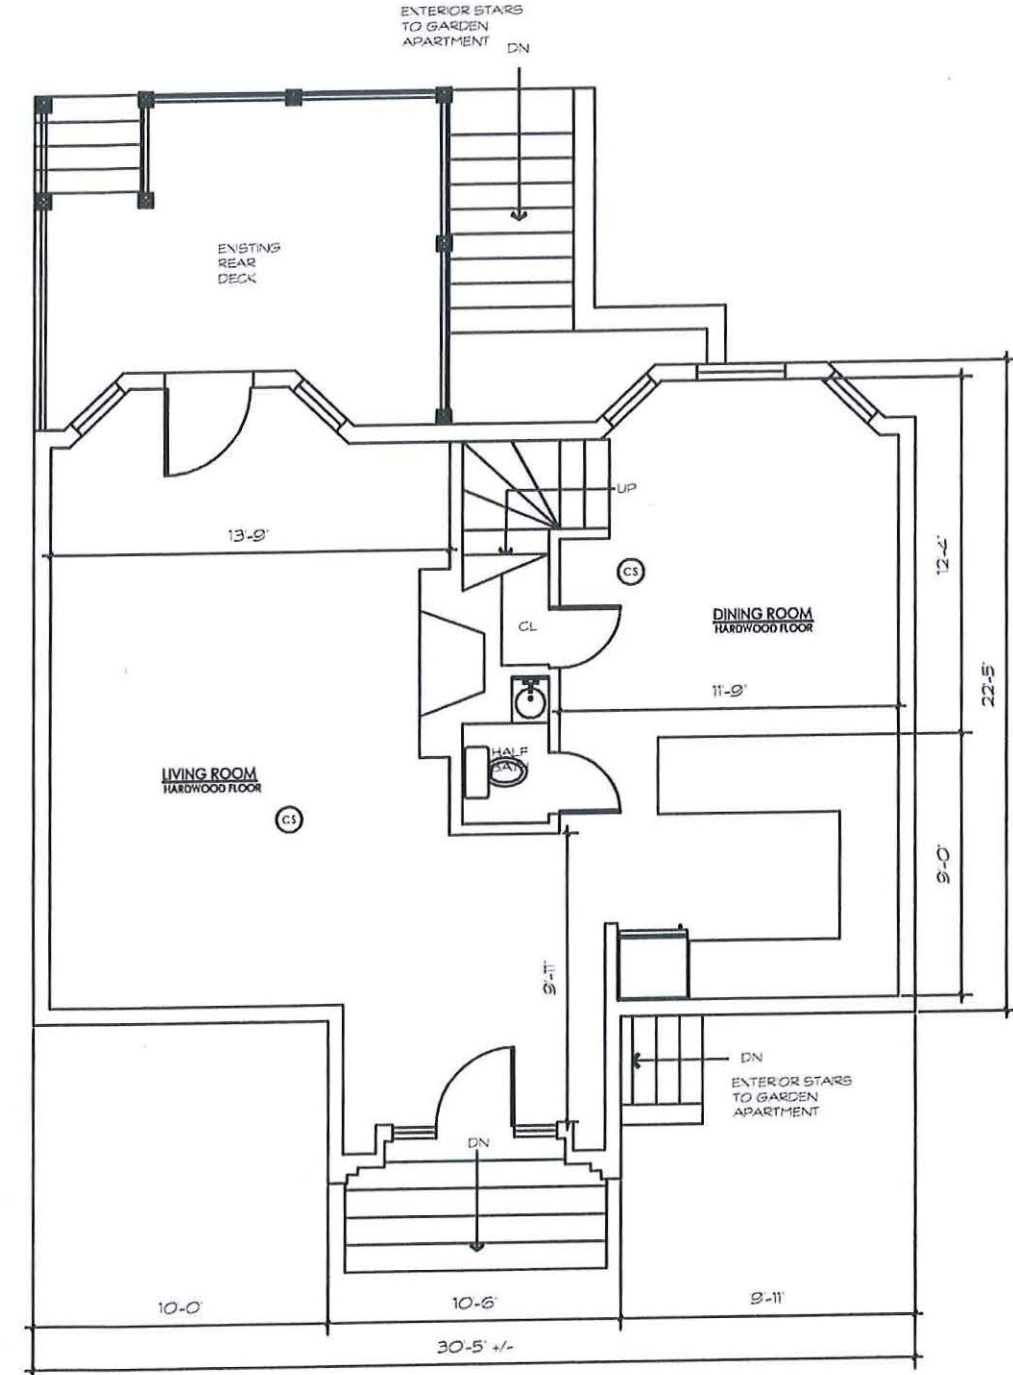 EXTERIOR STAIRS
TO GARDEN
APARTMENT
DN
EXISTING
REAR
DECK
UP
13'-9"
12'-4"
CS
CL
DINING ROOM
HARDWOOD FLOOR
22'-5"
11'-9"
HALF
BATH
LIVING ROOM
HARDWOOD FLOOR
CS
9'-0"
9'-11"
DN
EXTERIOR STAIRS
TO GARDEN
APARTMENT
DN
10'-0"
10'-6"
9'-11"
30'-5" +/-